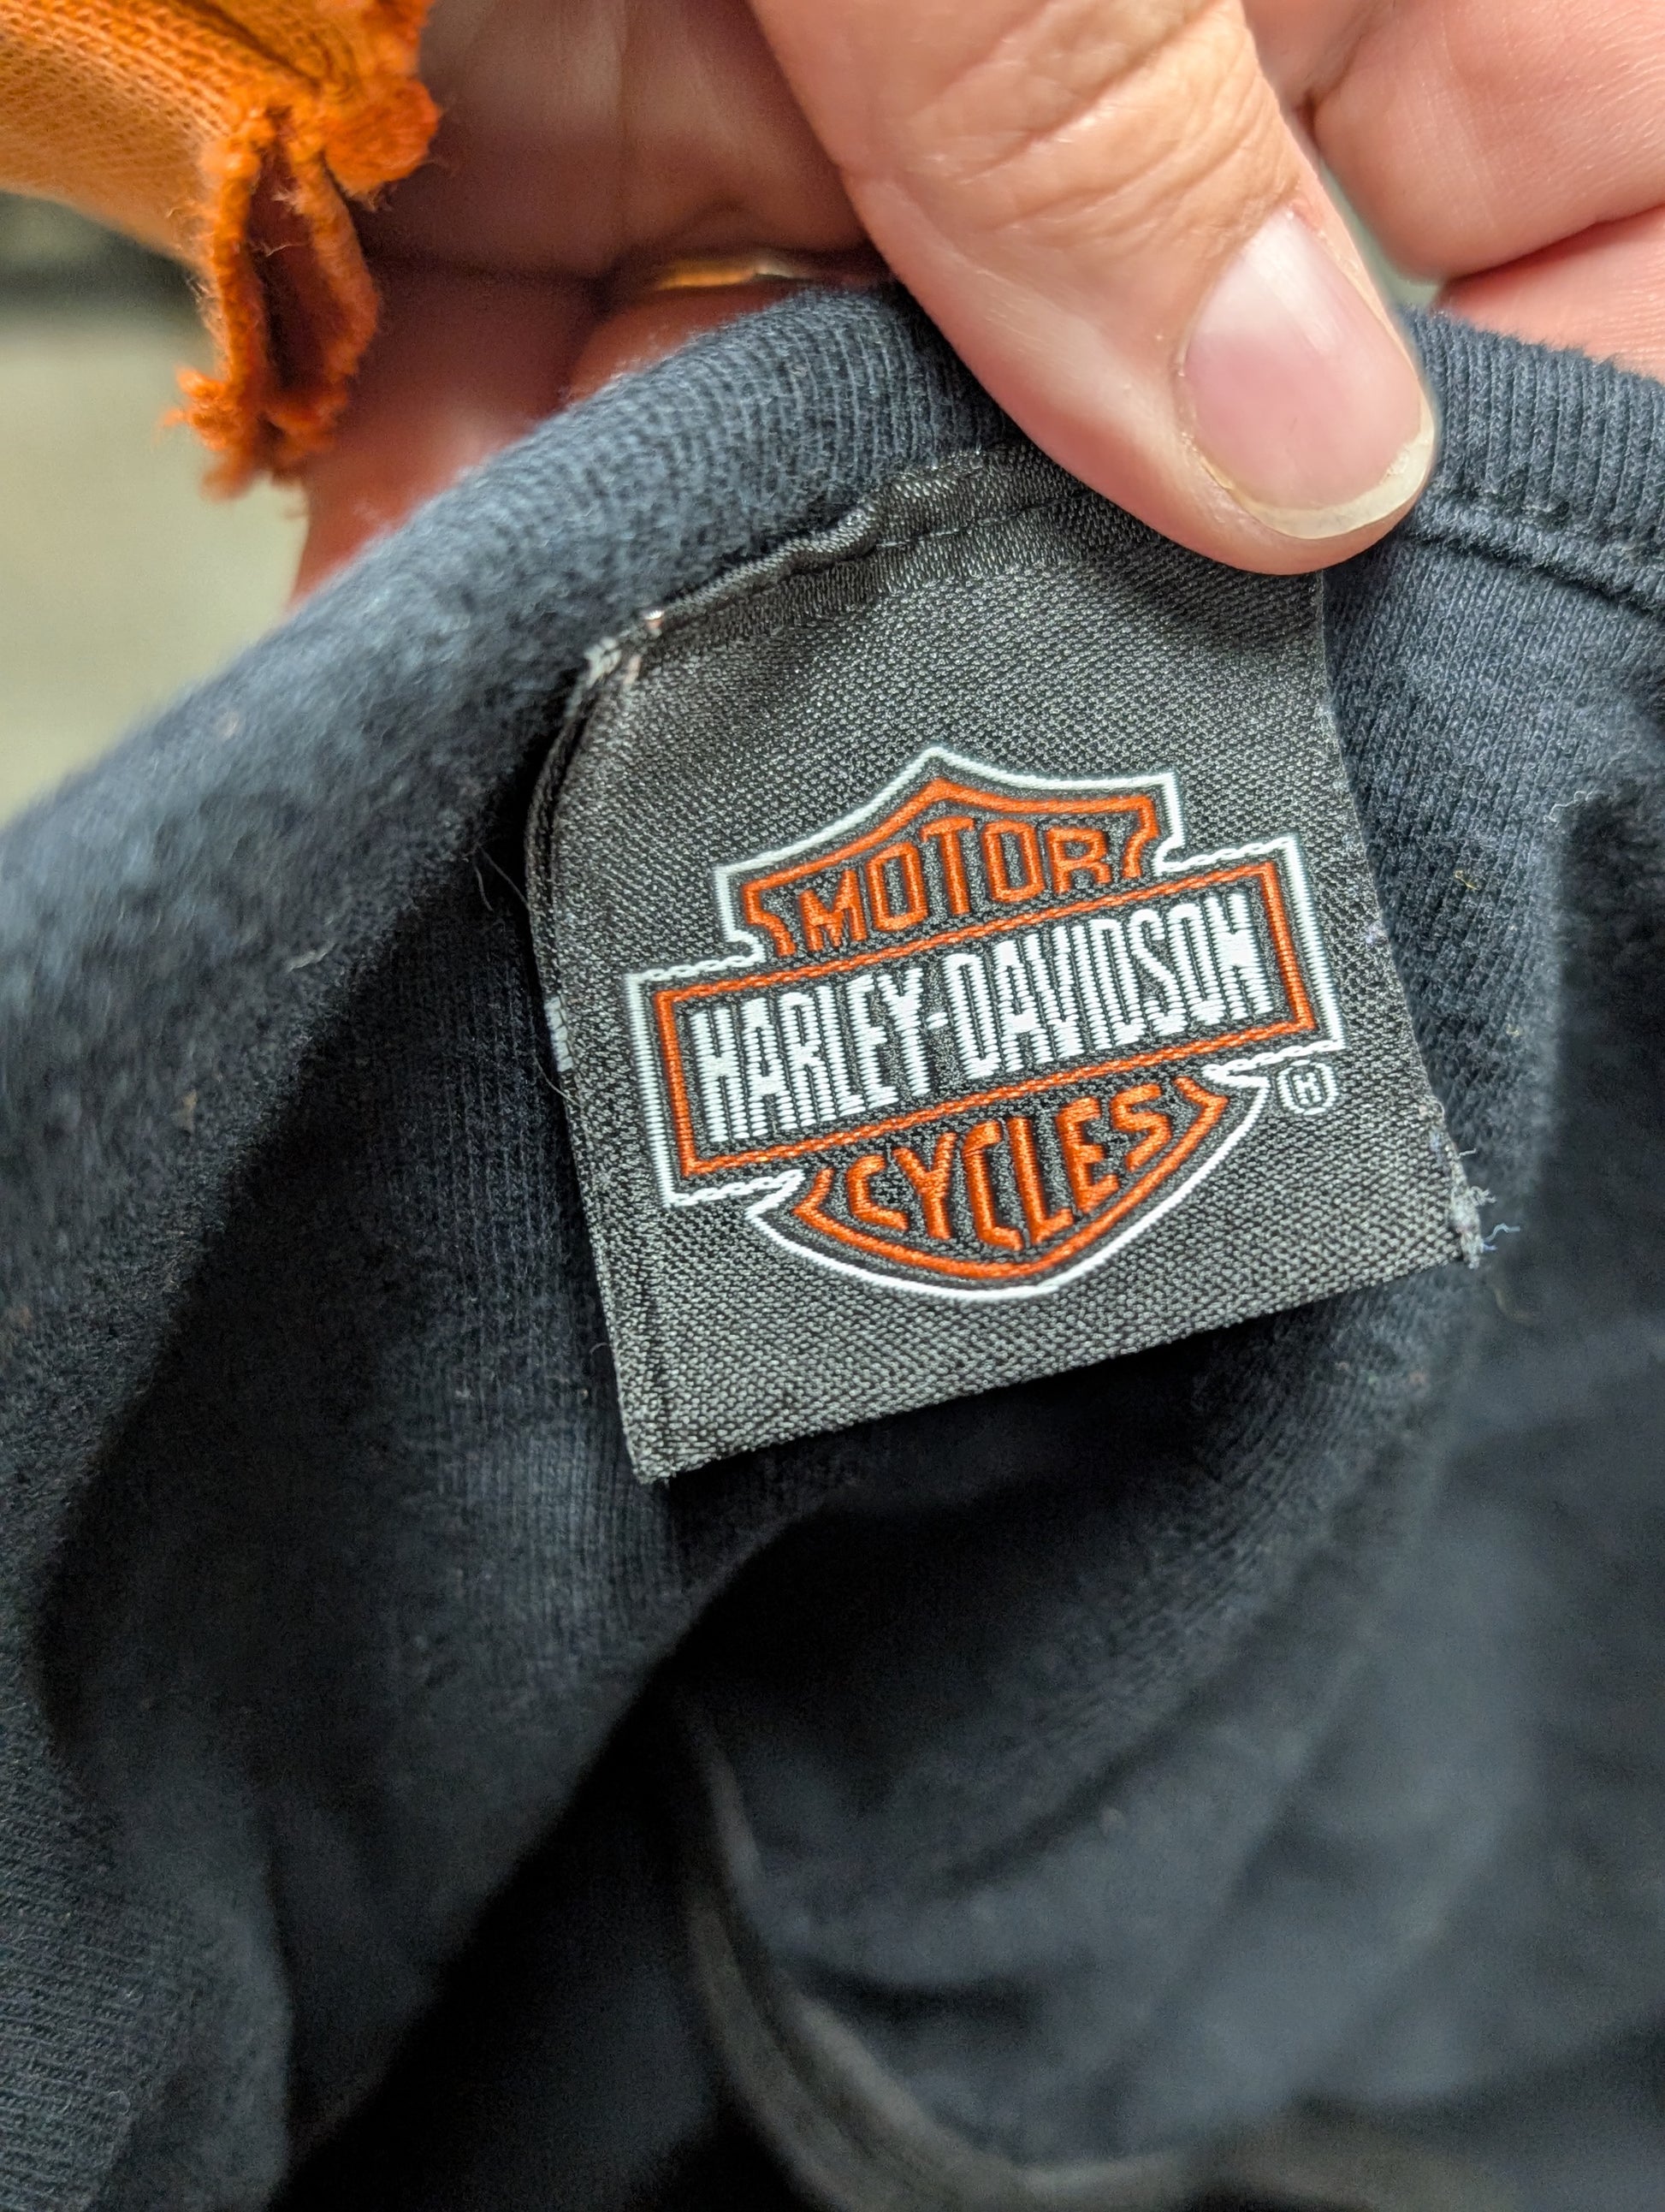 MOTOR
HARLEY-DAVIDSON
CYCLES
®